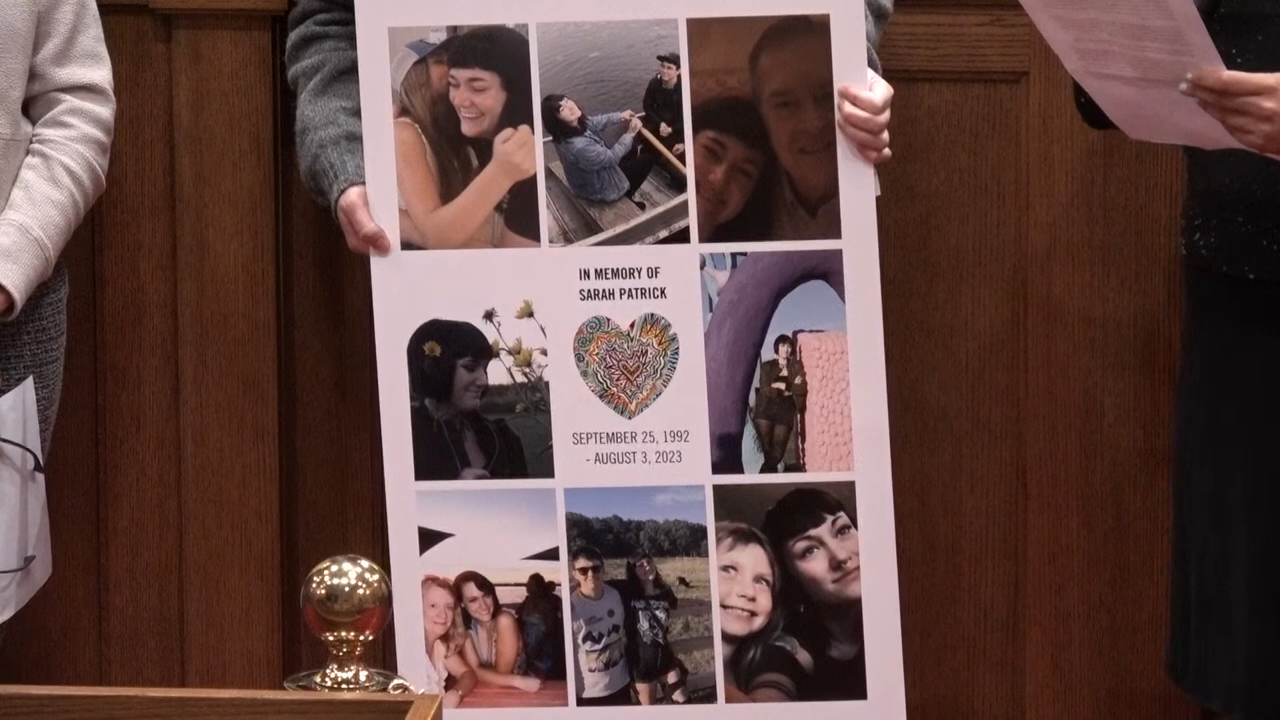 IN MEMORY OF
SARAH PATRICK
SEPTEMBER 25, 1992
- AUGUST 3, 2023